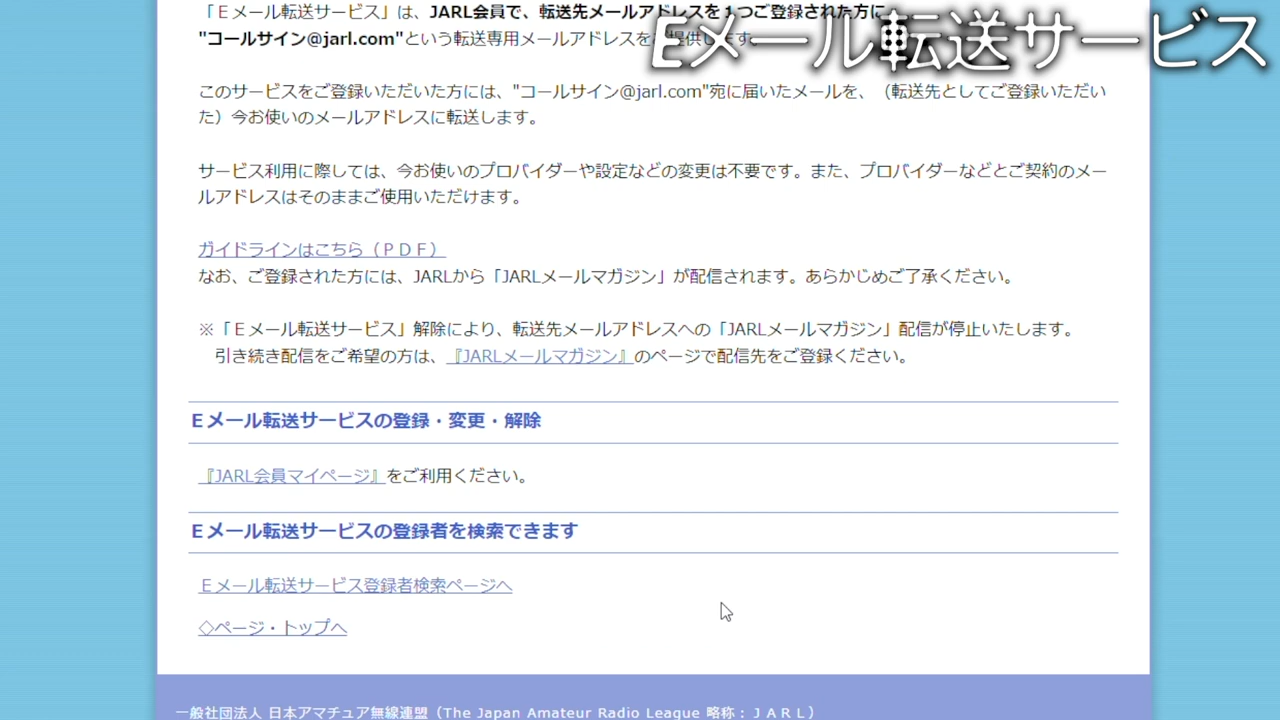 Eメール転送サービス
「Ｅメール転送サービス」は、JARL会員で、転送先メールアドレスを１つご登録された方に
"コールサイン@jarl.com"という転送専用メールアドレスをご提供します。
このサービスをご登録いただいた方には、"コールサイン@jarl.com"宛に届いたメールを、（転送先としてご登録いただい
た）今お使いのメールアドレスに転送します。
サービス利用に際しては、今お使いのプロバイダーや設定などの変更は不要です。また、プロバイダーなどとご契約のメー
ルアドレスはそのままご使用いただけます。
ガイドラインはこちら（ＰＤＦ）
なお、ご登録された方には、JARLから「JARLメールマガジン」が配信されます。あらかじめご了承ください。
※「Ｅメール転送サービス」解除により、転送先メールアドレスへの「JARLメールマガジン」配信が停止いたします。
引き続き配信をご希望の方は、『JARLメールマガジン』のページで配信先をご登録ください。
Ｅメール転送サービスの登録・変更・解除
『JARL会員マイページ』をご利用ください。
Ｅメール転送サービスの登録者を検索できます
Ｅメール転送サービス登録者検索ページへ
◇ページ・トップへ
一般社団法人 日本アマチュア無線連盟（The Japan Amateur Radio League 略称：ＪＡＲＬ）